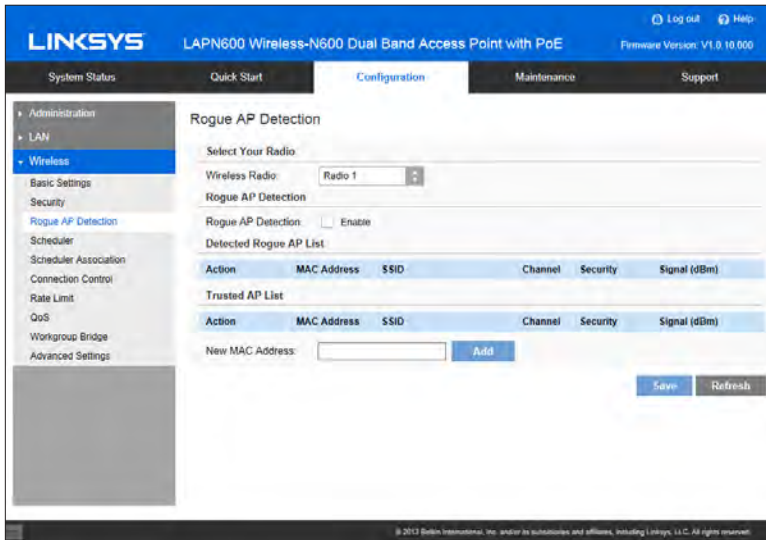 Log out Help
LINKSYS LAPN600 Wireless-N600 Dual Band Access Point with PoE Firmware Version: V1.0.10.000
System Status Quick Start Configuration Maintenance Support
Administration
LAN
Wireless
Basic Settings
Security
Rogue AP Detection
Scheduler
Scheduler Association
Connection Control
Rate Limit
QoS
Workgroup Bridge
Advanced Settings
Rogue AP Detection
Select Your Radio
Wireless Radio: Radio 1
Rogue AP Detection
Rogue AP Detection Enable
Detected Rogue AP List
Action MAC Address SSID Channel Security Signal (dBm)
Trusted AP List
Action MAC Address SSID Channel Security Signal (dBm)
New MAC Address: Add
Save Refresh
© 2013 Belkin International, Inc. and/or its subsidiaries and affiliates, including Linksys, LLC. All rights reserved.